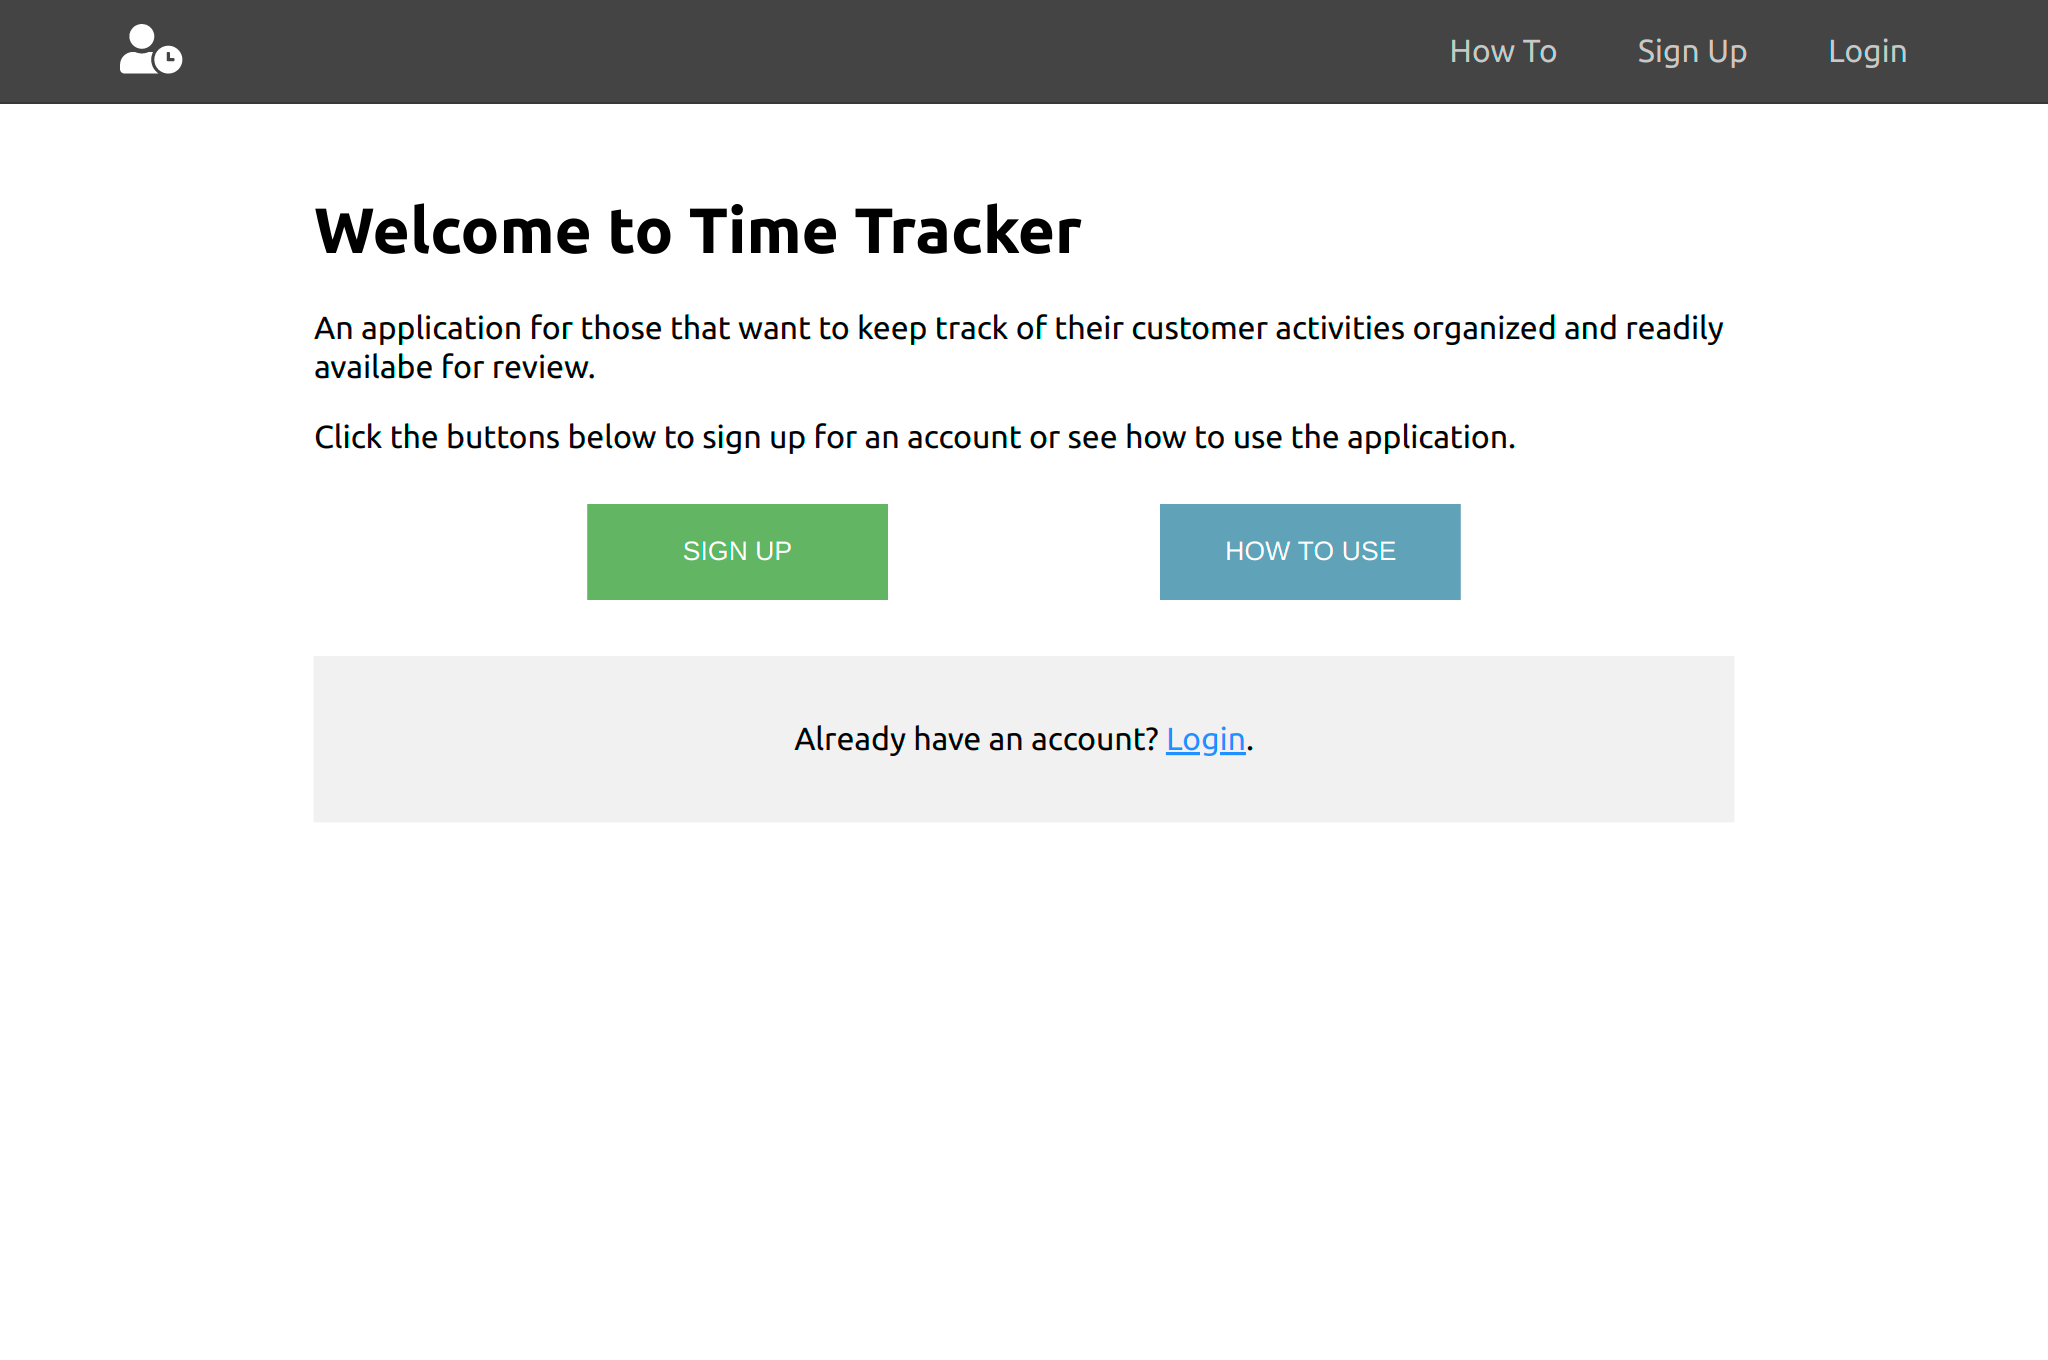 How To
Sign Up
Login
Welcome to Time Tracker
An application for those that want to keep track of their customer activities organized and readily
availabe for review.
Click the buttons below to sign up for an account or see how to use the application.
SIGN UP
HOW TO USE
Already have an account? Login.